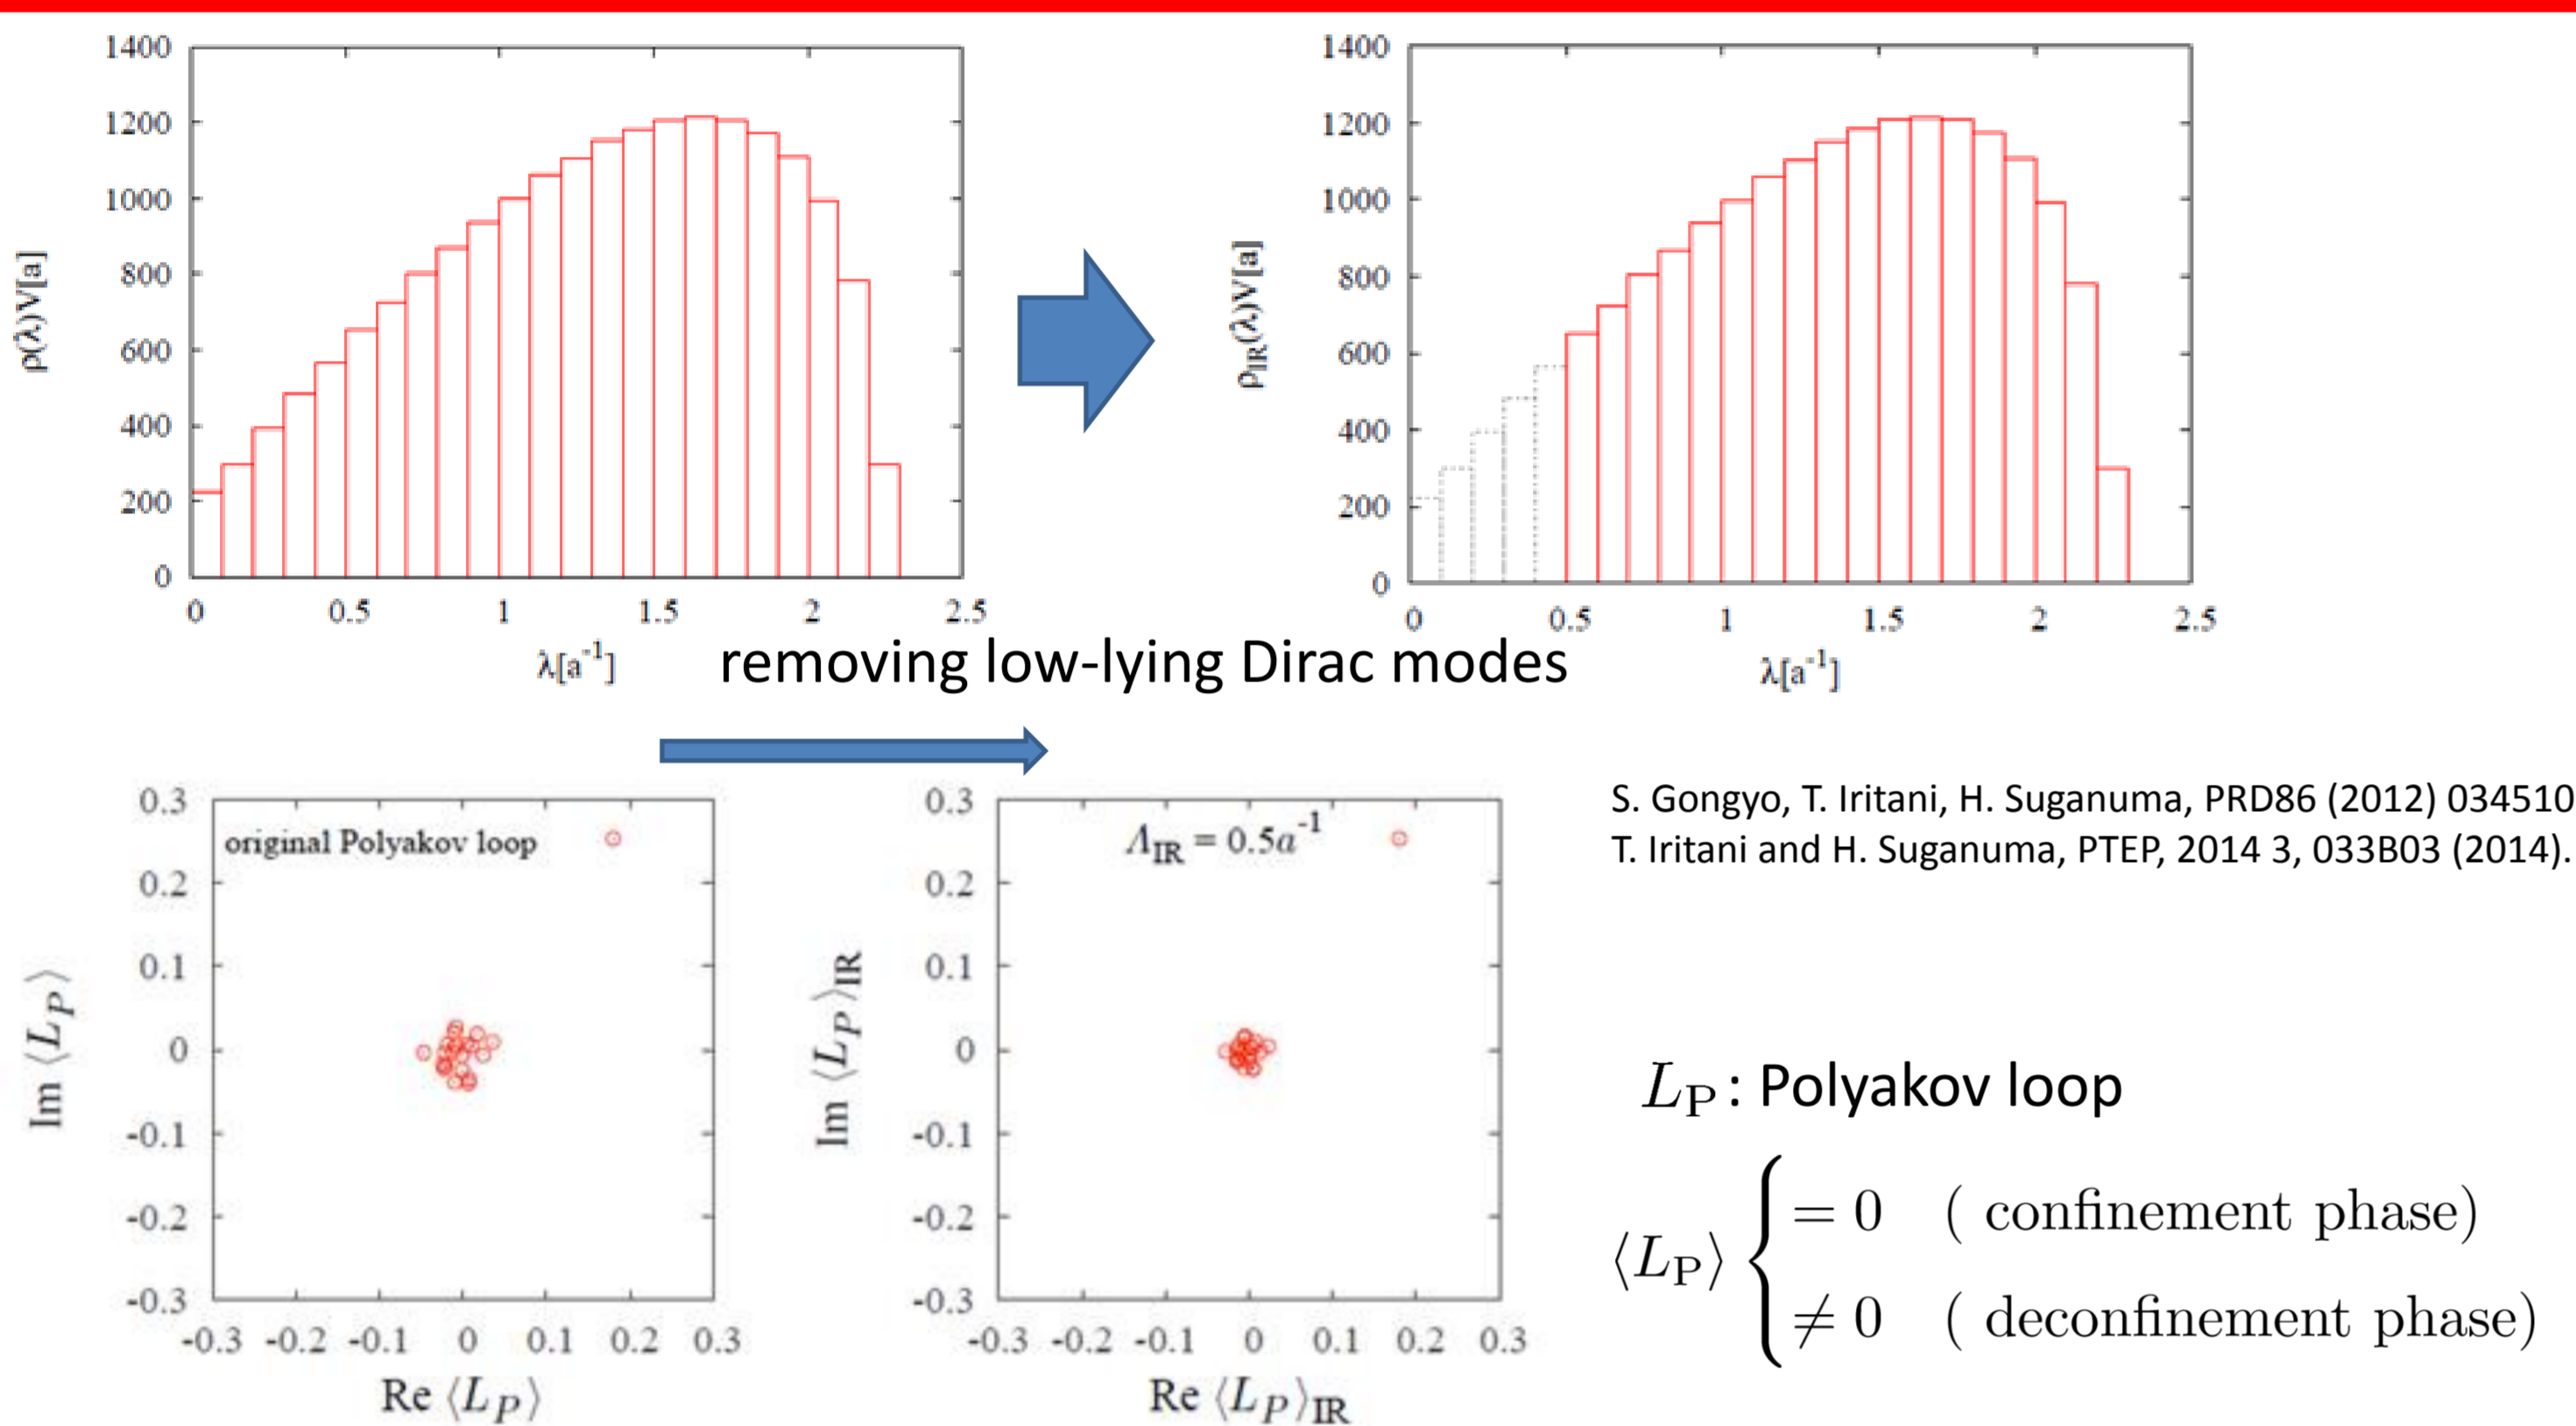 1400
1200
1000
800
600
400
200
0
ρ(λ)V[a]
0 0.5 1 1.5 2 2.5
λ[a⁻¹]
1400
1200
1000
800
600
400
200
0
ρ_IR(λ)V[a]
0 0.5 1 1.5 2 2.5
λ[a⁻¹]
removing low-lying Dirac modes
0.3
0.2
0.1
0
-0.1
-0.2
-0.3
original Polyakov loop
Im ⟨L_P⟩
-0.3 -0.2 -0.1 0 0.1 0.2 0.3
Re ⟨L_P⟩
0.3
0.2
0.1
0
-0.1
-0.2
-0.3
Λ_IR = 0.5a⁻¹
Im ⟨L_P⟩_IR
-0.3 -0.2 -0.1 0 0.1 0.2 0.3
Re ⟨L_P⟩_IR
S. Gongyo, T. Iritani, H. Suganuma, PRD86 (2012) 034510
T. Iritani and H. Suganuma, PTEP, 2014 3, 033B03 (2014).
L_P : Polyakov loop
⟨L_P⟩ { = 0 ( confinement phase)
≠ 0 ( deconfinement phase)